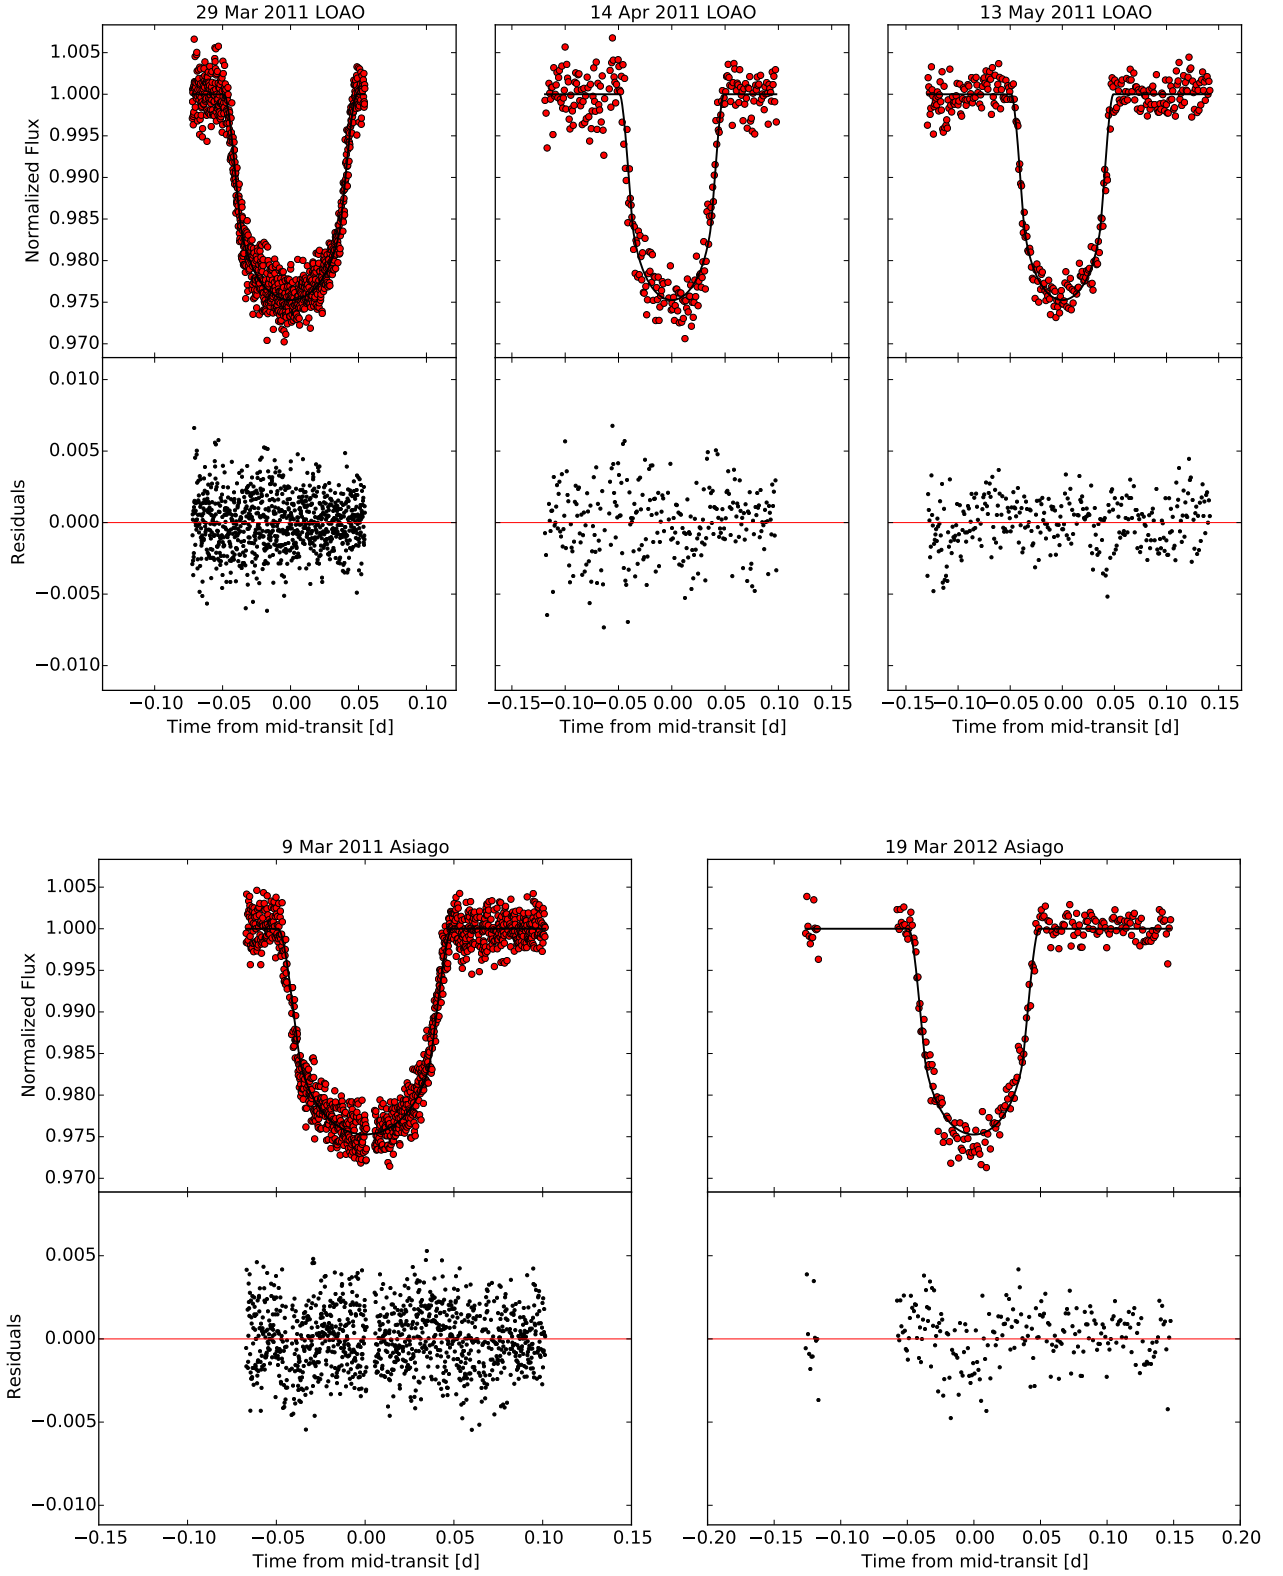 29 Mar 2011 LOAO
14 Apr 2011 LOAO
13 May 2011 LOAO
1.005
1.000
0.995
0.990
0.985
0.980
0.975
0.970
Normalized Flux
0.010
0.005
0.000
−0.005
−0.010
Residuals
−0.10 −0.05 0.00 0.05 0.10
−0.15 −0.10 −0.05 0.00 0.05 0.10 0.15
−0.15 −0.10 −0.05 0.00 0.05 0.10 0.15
Time from mid-transit [d]
Time from mid-transit [d]
Time from mid-transit [d]
9 Mar 2011 Asiago
19 Mar 2012 Asiago
1.005
1.000
0.995
0.990
0.985
0.980
0.975
0.970
Normalized Flux
0.005
0.000
−0.005
−0.010
Residuals
−0.15 −0.10 −0.05 0.00 0.05 0.10 0.15
−0.20 −0.15 −0.10 −0.05 0.00 0.05 0.10 0.15 0.20
Time from mid-transit [d]
Time from mid-transit [d]